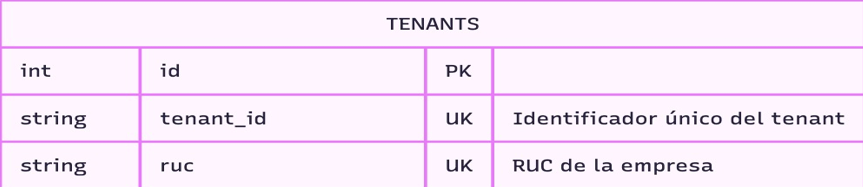 TENANTS
int id PK
string tenant_id UK Identificador único del tenant
string ruc UK RUC de la empresa